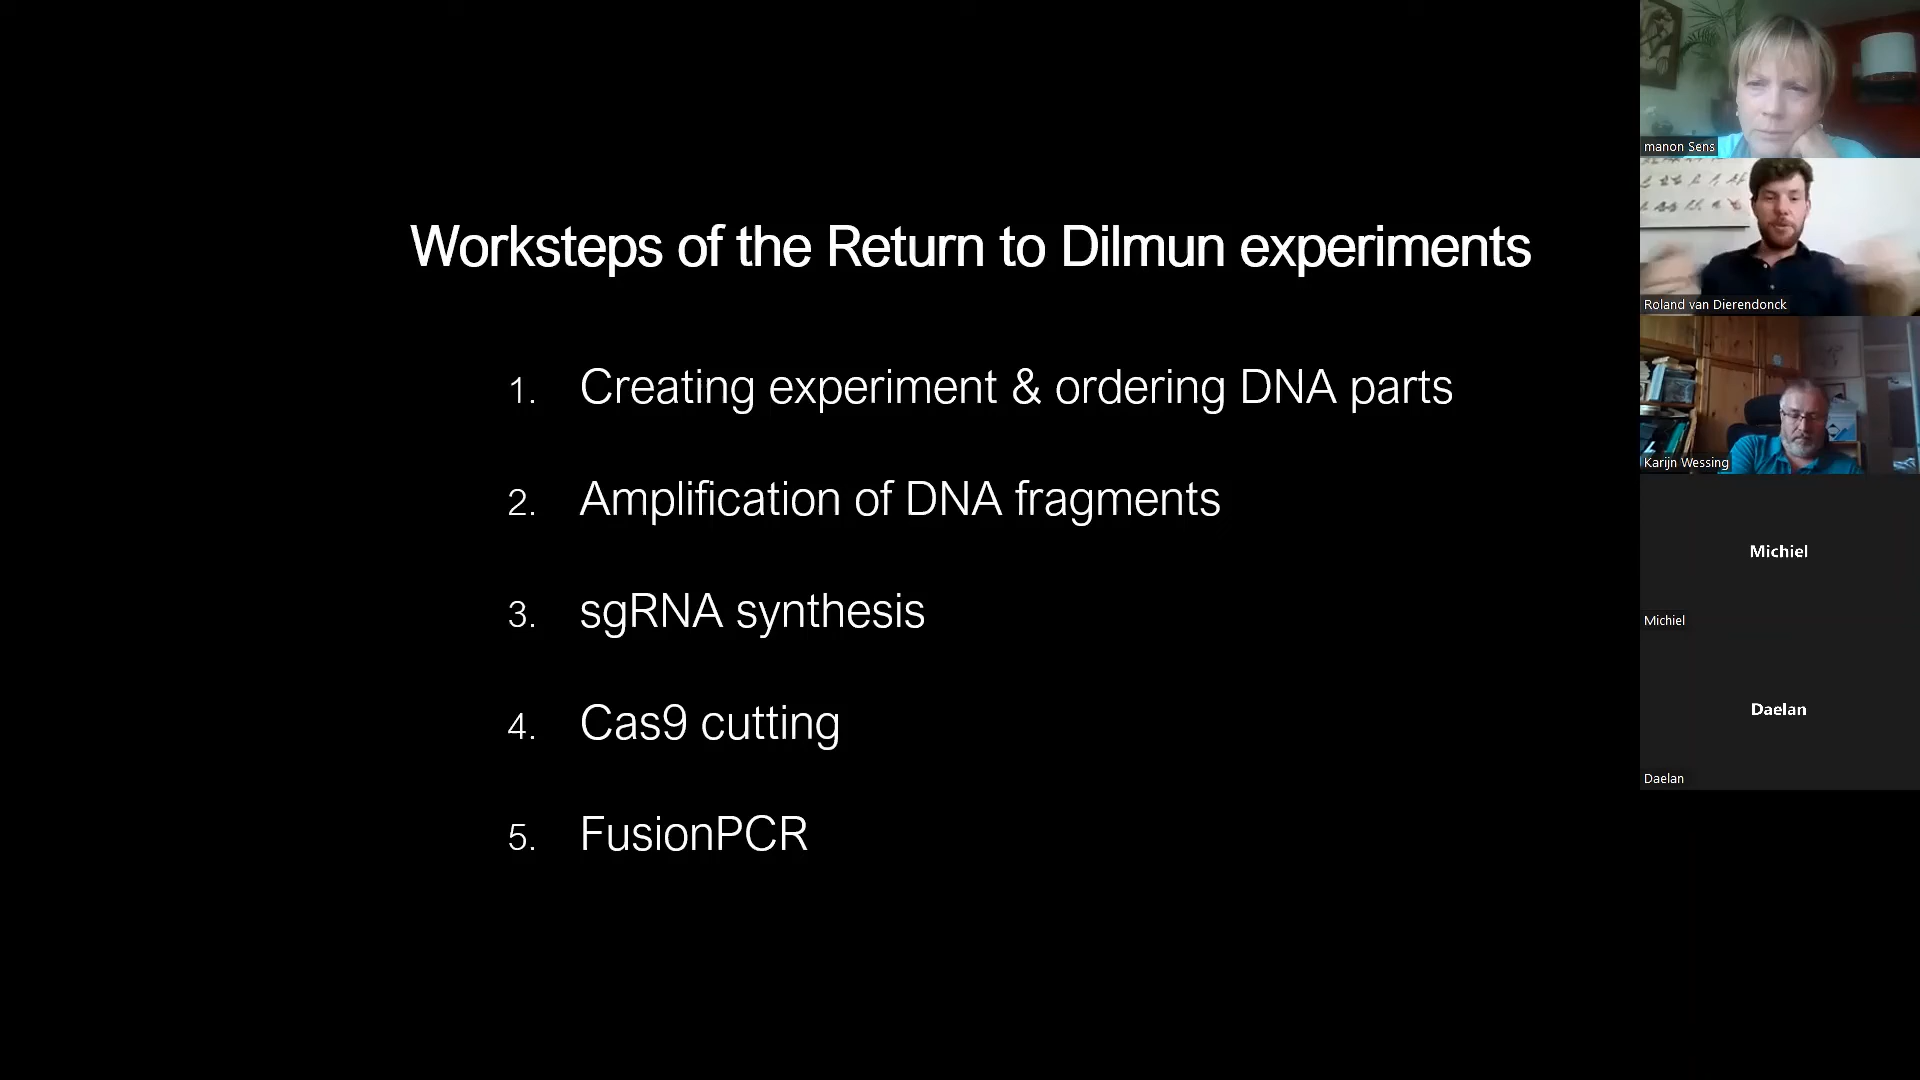 Worksteps of the Return to Dilmun experiments
1. Creating experiment & ordering DNA parts
2. Amplification of DNA fragments
3. sgRNA synthesis
4. Cas9 cutting
5. FusionPCR
manon Sens
Roland van Dierendonck
Karijn Wessing
Michiel
Michiel
Daelan
Daelan